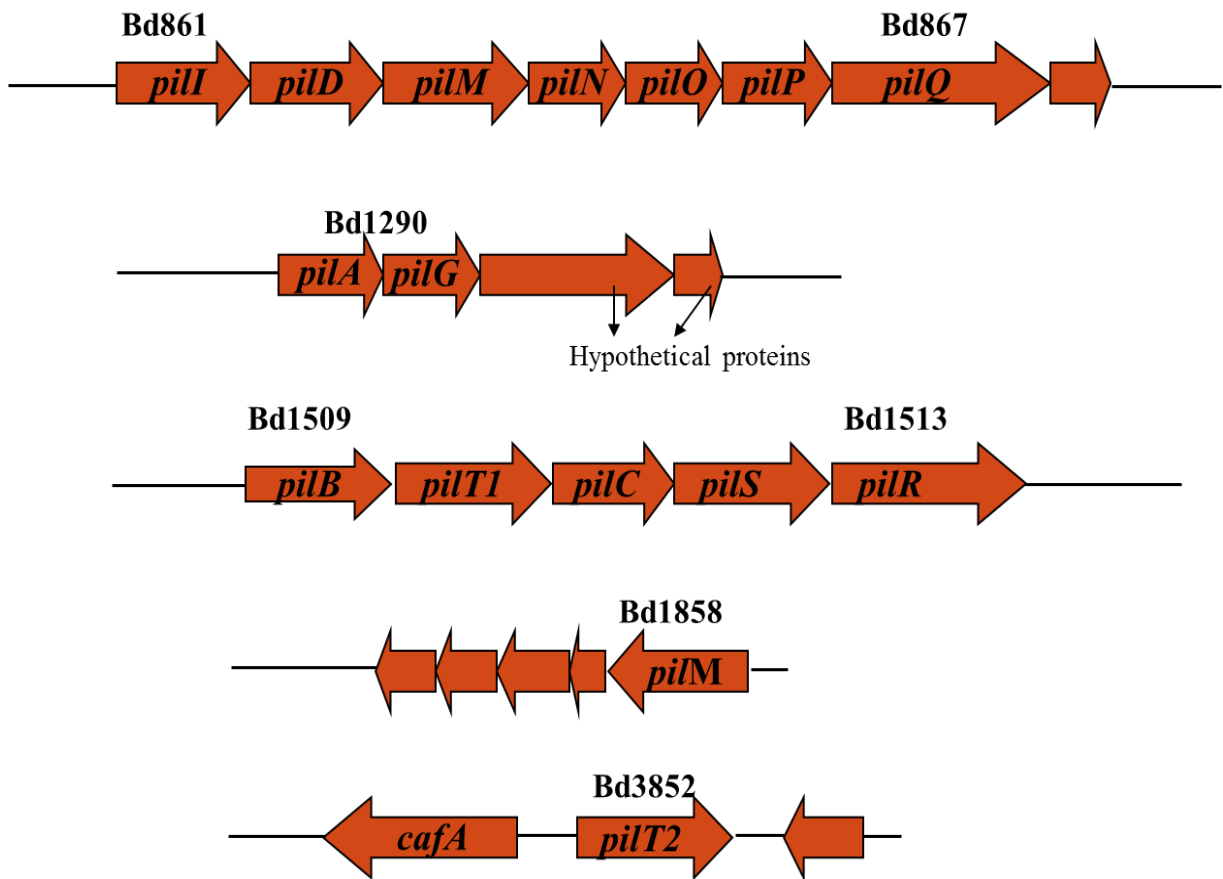 Bd861 Bd867
pilI pilD pilM pilN pilO pilP pilQ
Bd1290
pilA pilG
Hypothetical proteins
Bd1509 Bd1513
pilB pilT1 pilC pilS pilR
Bd1858
pilM
Bd3852
cafA pilT2